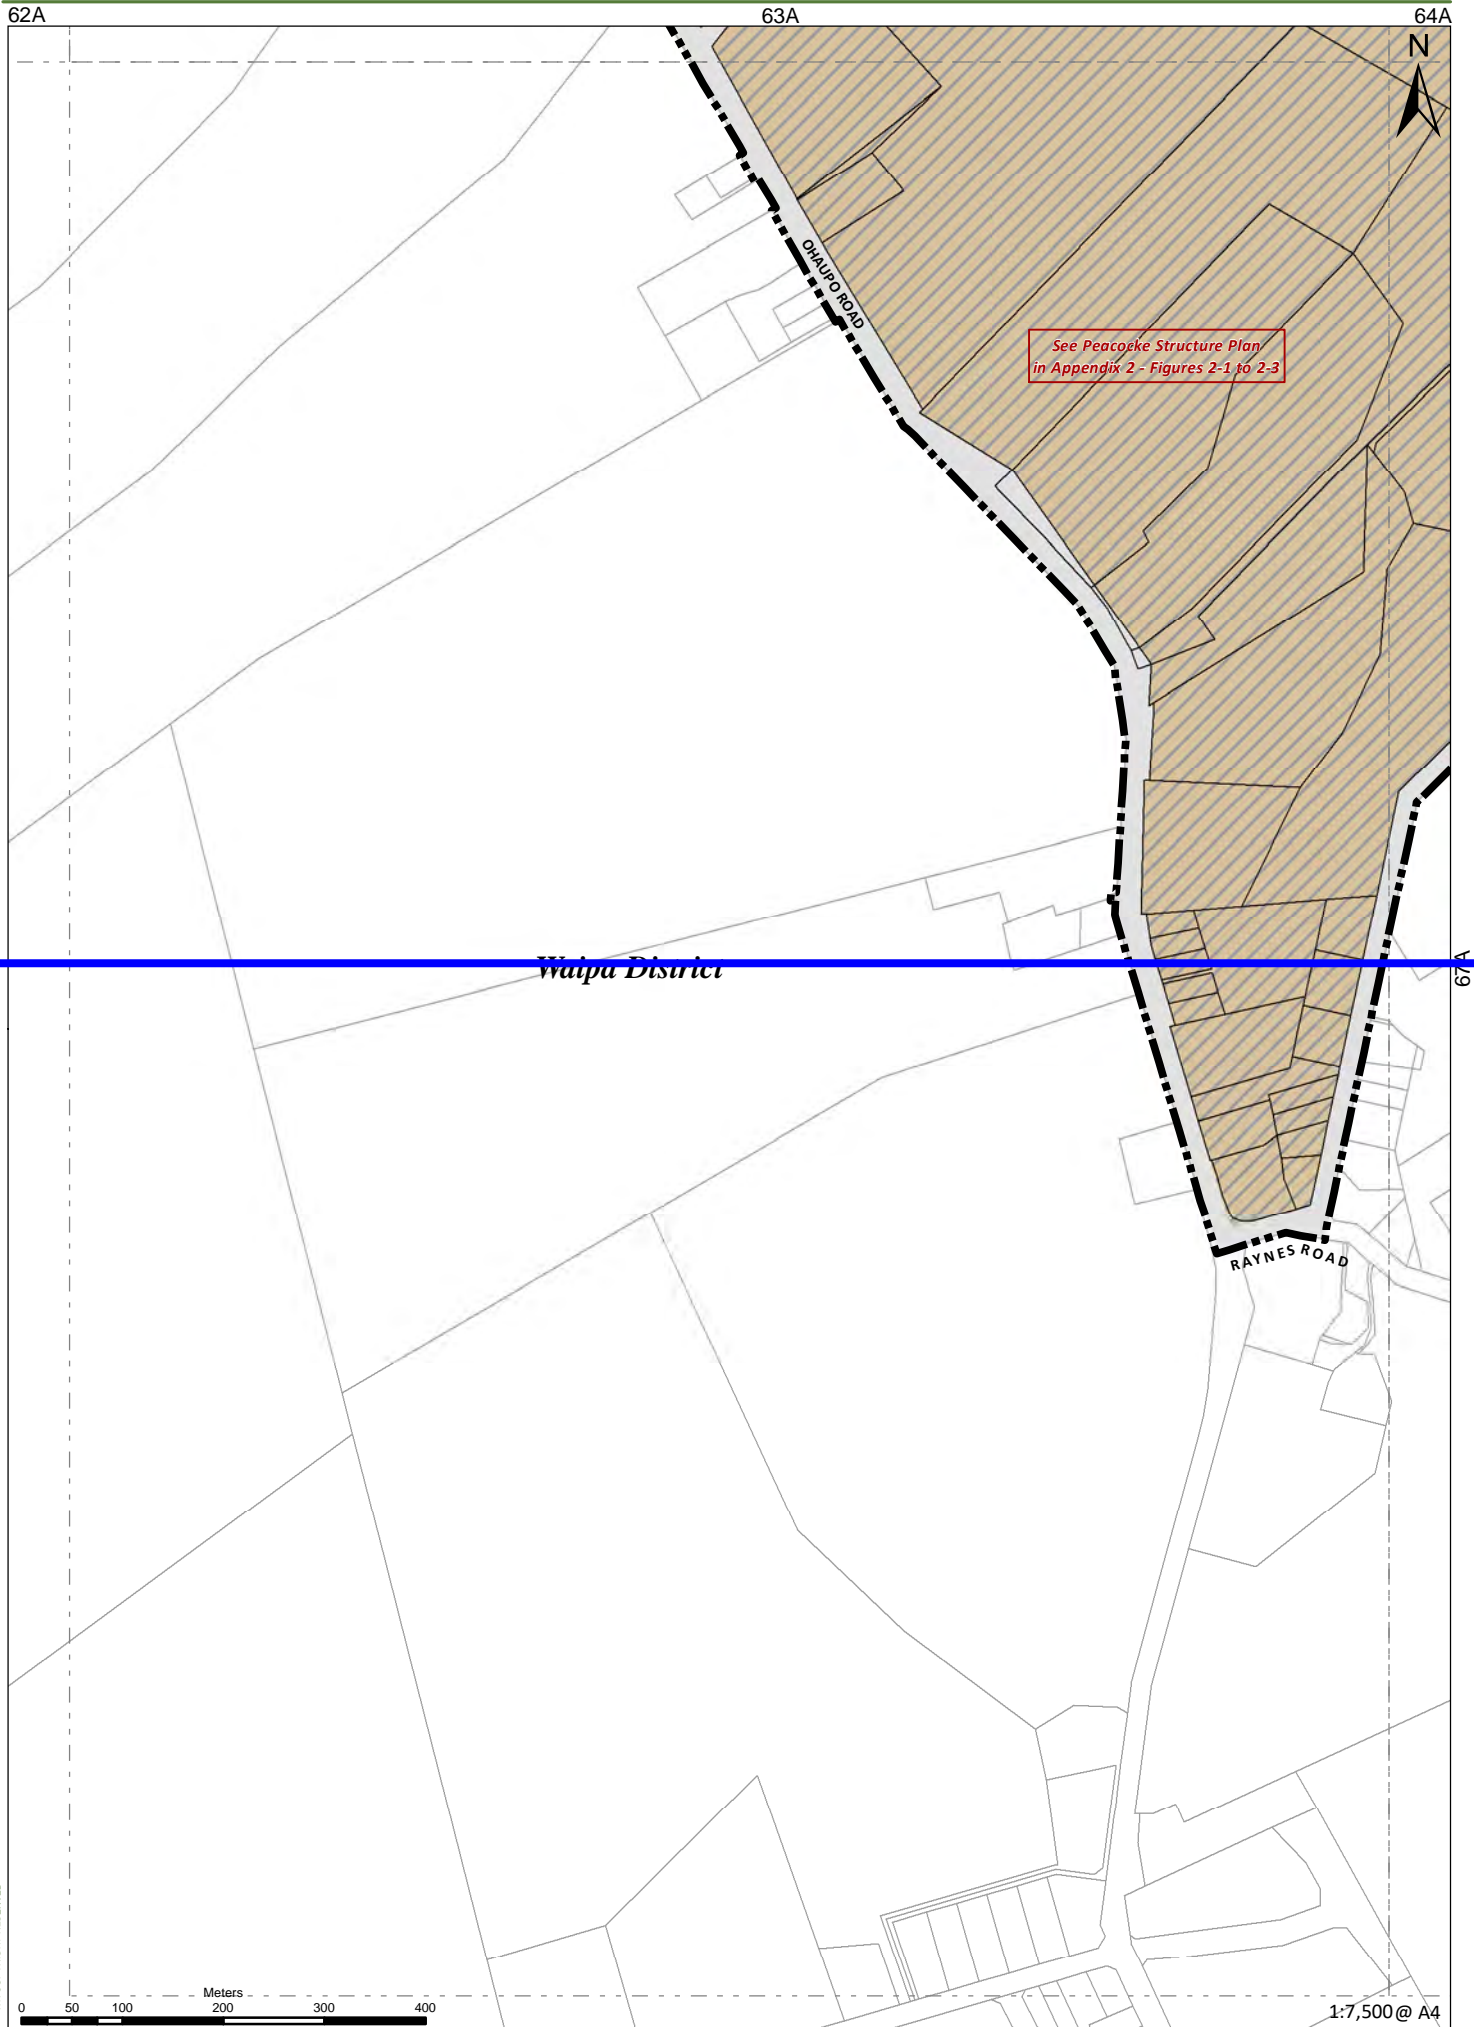 62A
63A
64A
N
OHAUPO ROAD
See Peacocke Structure Plan
in Appendix 2 - Figures 2-1 to 2-3
Waipa District
67A
RAYNES ROAD
Meters
0 50 100 200 300 400
1:7,500 @ A4